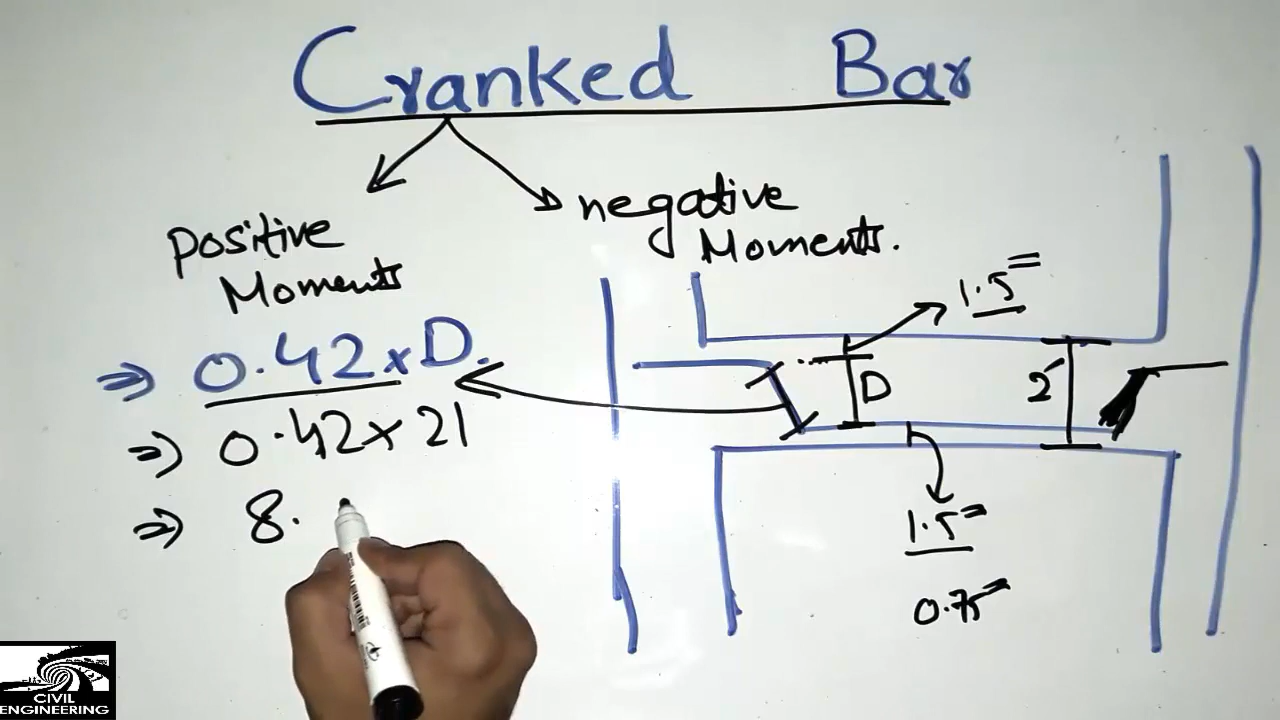 Cranked Bar
positive
Moments
negative
Moments.
⇒ 0.42 x D.
⇒ 0.42 x 21
⇒ 8.
1.5"
D
2'
1.5"
0.75"
CIVIL
ENGINEERING